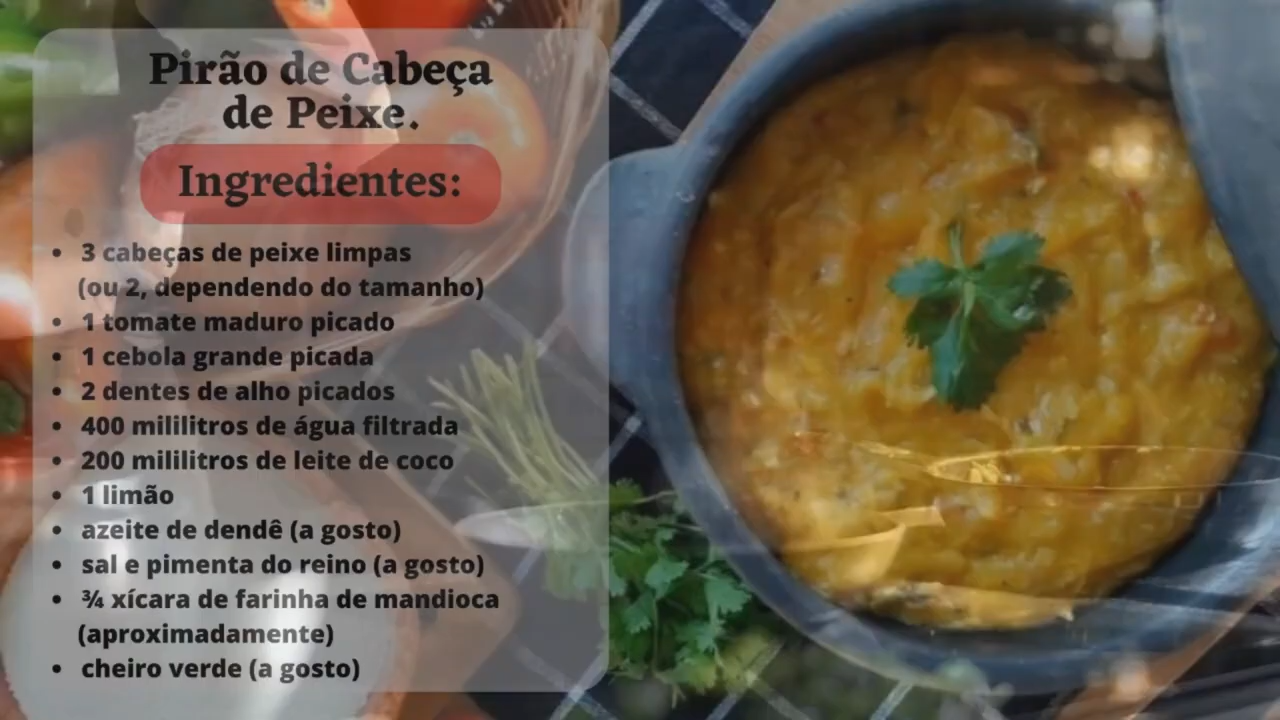 Pirão de Cabeça
de Peixe.
Ingredientes:
• 3 cabeças de peixe limpas
(ou 2, dependendo do tamanho)
• 1 tomate maduro picado
• 1 cebola grande picada
• 2 dentes de alho picados
• 400 mililitros de água filtrada
• 200 mililitros de leite de coco
• 1 limão
• azeite de dendê (a gosto)
• sal e pimenta do reino (a gosto)
• ¾ xícara de farinha de mandioca
(aproximadamente)
• cheiro verde (a gosto)